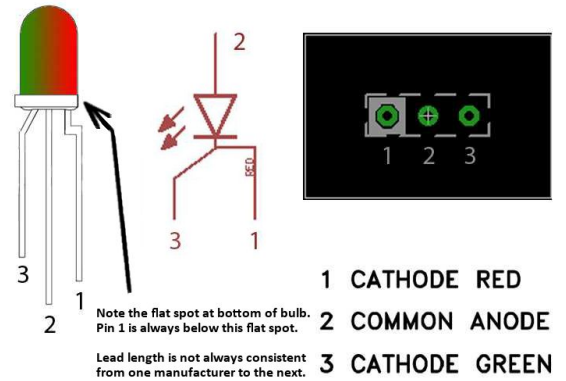 2
RED
3
1
1 2 3
3
2
1
Note the flat spot at bottom of bulb.
Pin 1 is always below this flat spot.
Lead length is not always consistent
from one manufacturer to the next.
1 CATHODE RED
2 COMMON ANODE
3 CATHODE GREEN